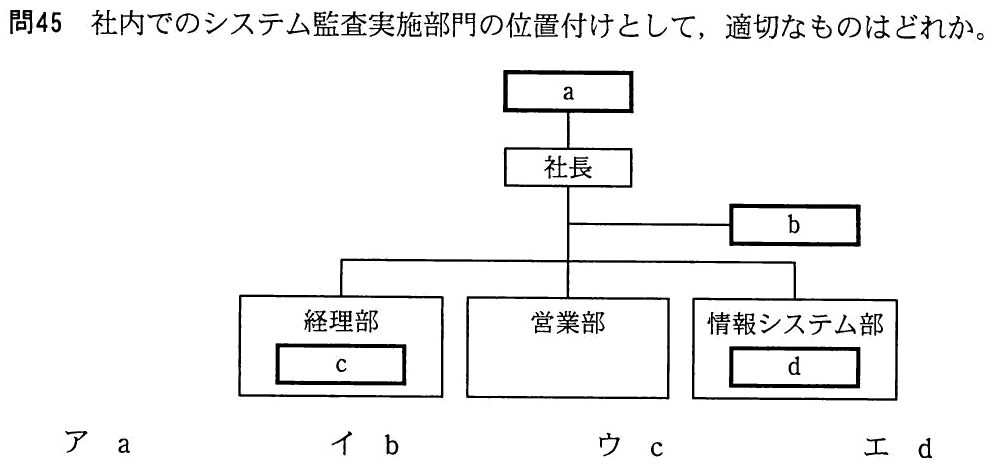 問45 社内でのシステム監査実施部門の位置付けとして，適切なものはどれか。
a
社長
b
経理部 営業部 情報システム部
c d
ア a イ b ウ c エ d